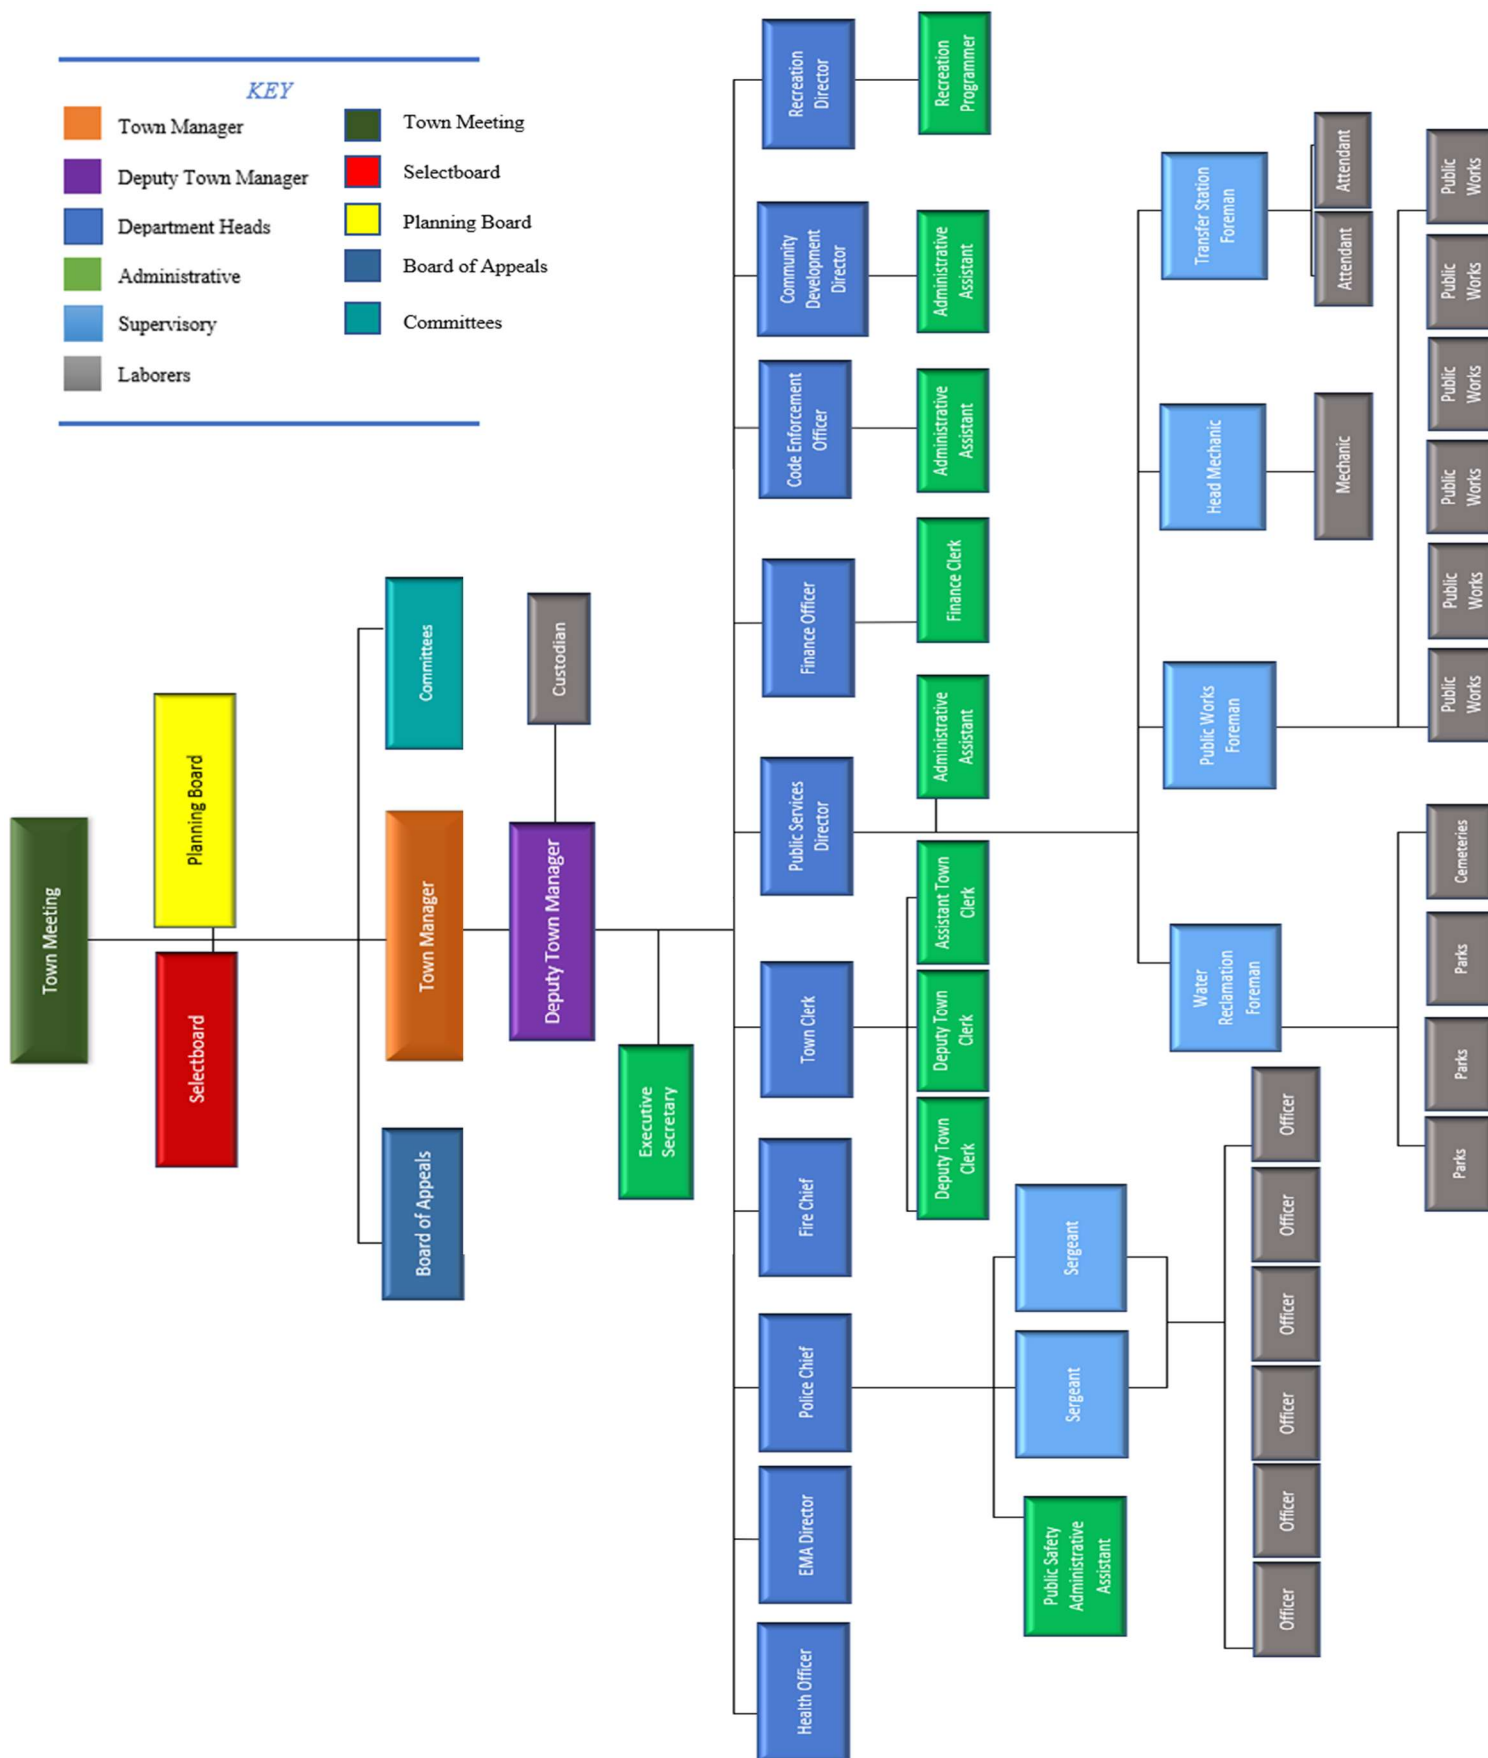 KEY
Town Manager
Deputy Town Manager
Department Heads
Administrative
Supervisory
Laborers
Town Meeting
Selectboard
Planning Board
Board of Appeals
Committees
Town Meeting
Selectboard
Planning Board
Board of Appeals
Town Manager
Committees
Deputy Town Manager
Custodian
Executive
Secretary
Health Officer
EMA Director
Police Chief
Fire Chief
Town Clerk
Public Services
Director
Finance Officer
Code Enforcement
Officer
Community
Development
Director
Recreation
Director
Deputy Town
Clerk
Deputy Town
Clerk
Assistant Town
Clerk
Administrative
Assistant
Finance Clerk
Administrative
Assistant
Administrative
Assistant
Recreation
Programmer
Public Safety
Administrative
Assistant
Sergeant
Sergeant
Water
Reclamation
Foreman
Public Works
Foreman
Head Mechanic
Transfer Station
Foreman
Officer
Officer
Officer
Officer
Officer
Officer
Mechanic
Attendant
Attendant
Parks
Parks
Parks
Cemeteries
Public
Works
Public
Works
Public
Works
Public
Works
Public
Works
Public
Works